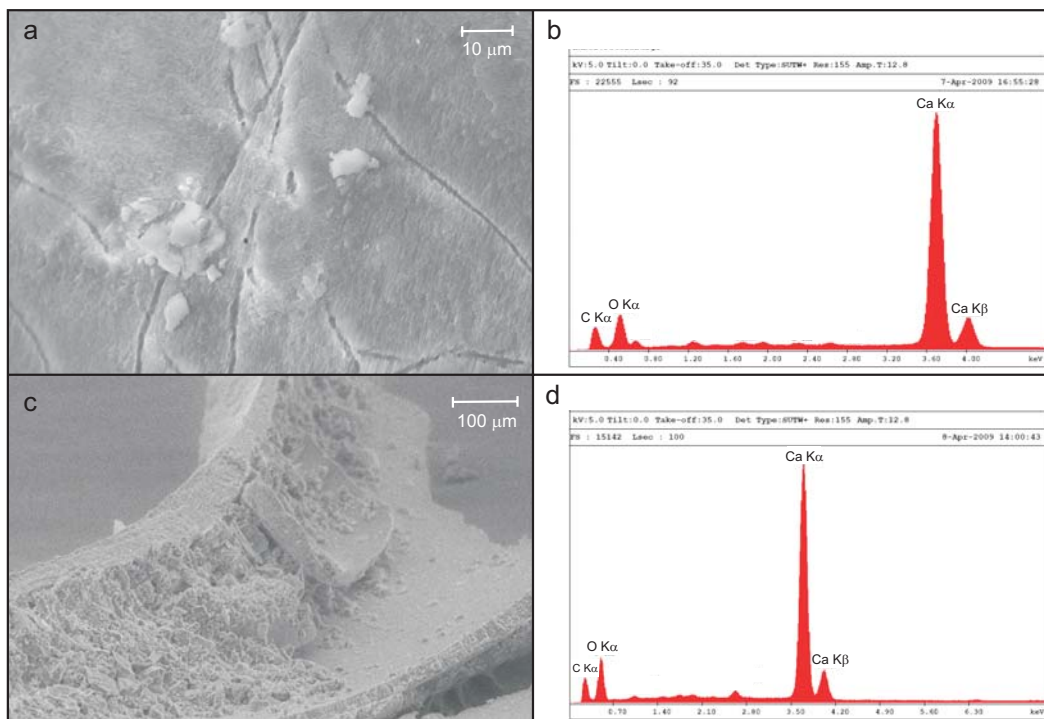 a
10 μm
b
kV:5.0 Tilt:0.0 Take-off:35.0 Det Type:SUTW+ Res:155 Amp.T:12.8
FS : 22555 Lsec : 92 7-Apr-2009 16:55:28
Ca Kα
O Kα
C Kα
Ca Kβ
0.40 0.80 1.20 1.60 2.00 2.40 2.80 3.20 3.60 4.00 keV
c
100 μm
d
kV:5.0 Tilt:0.0 Take-off:35.0 Det Type:SUTW+ Res:155 Amp.T:12.8
FS : 15142 Lsec : 100 8-Apr-2009 14:00:43
Ca Kα
O Kα
C Kα
Ca Kβ
0.70 1.40 2.10 2.80 3.50 4.20 4.90 5.60 6.30 keV